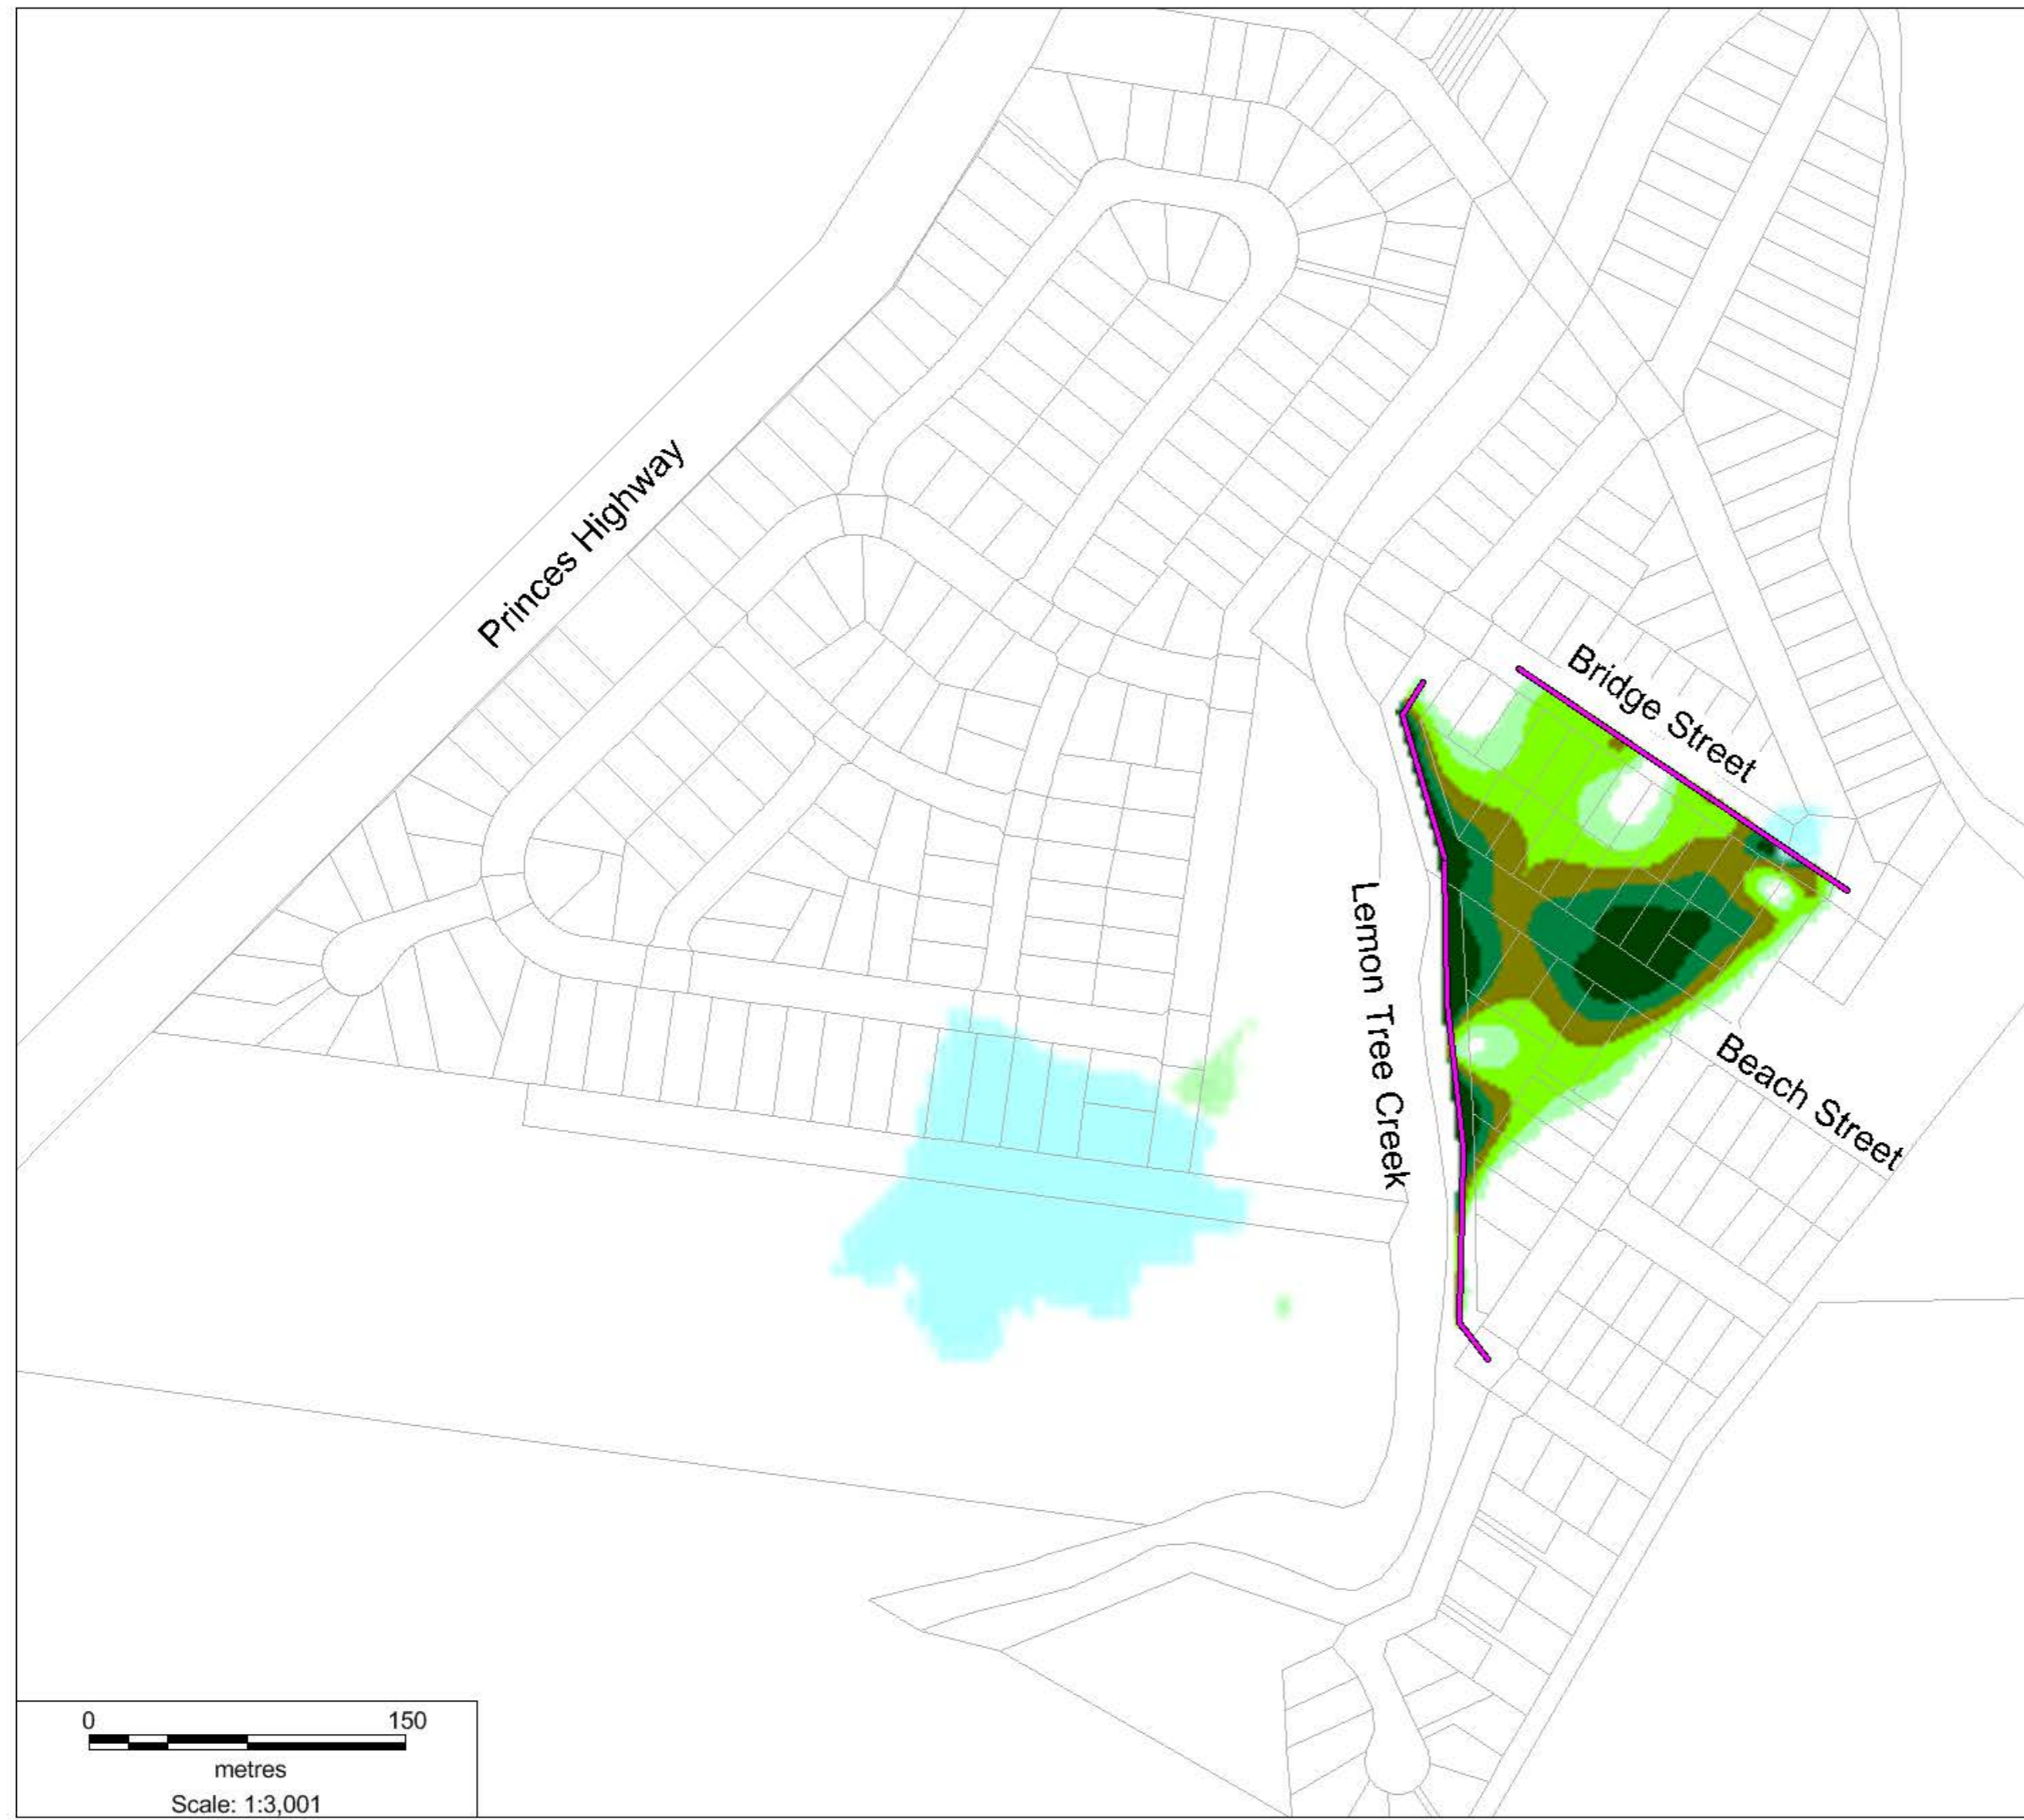 Princes Highway
Bridge Street
Lemon Tree Creek
Beach Street
0 150
metres
Scale: 1:3,001